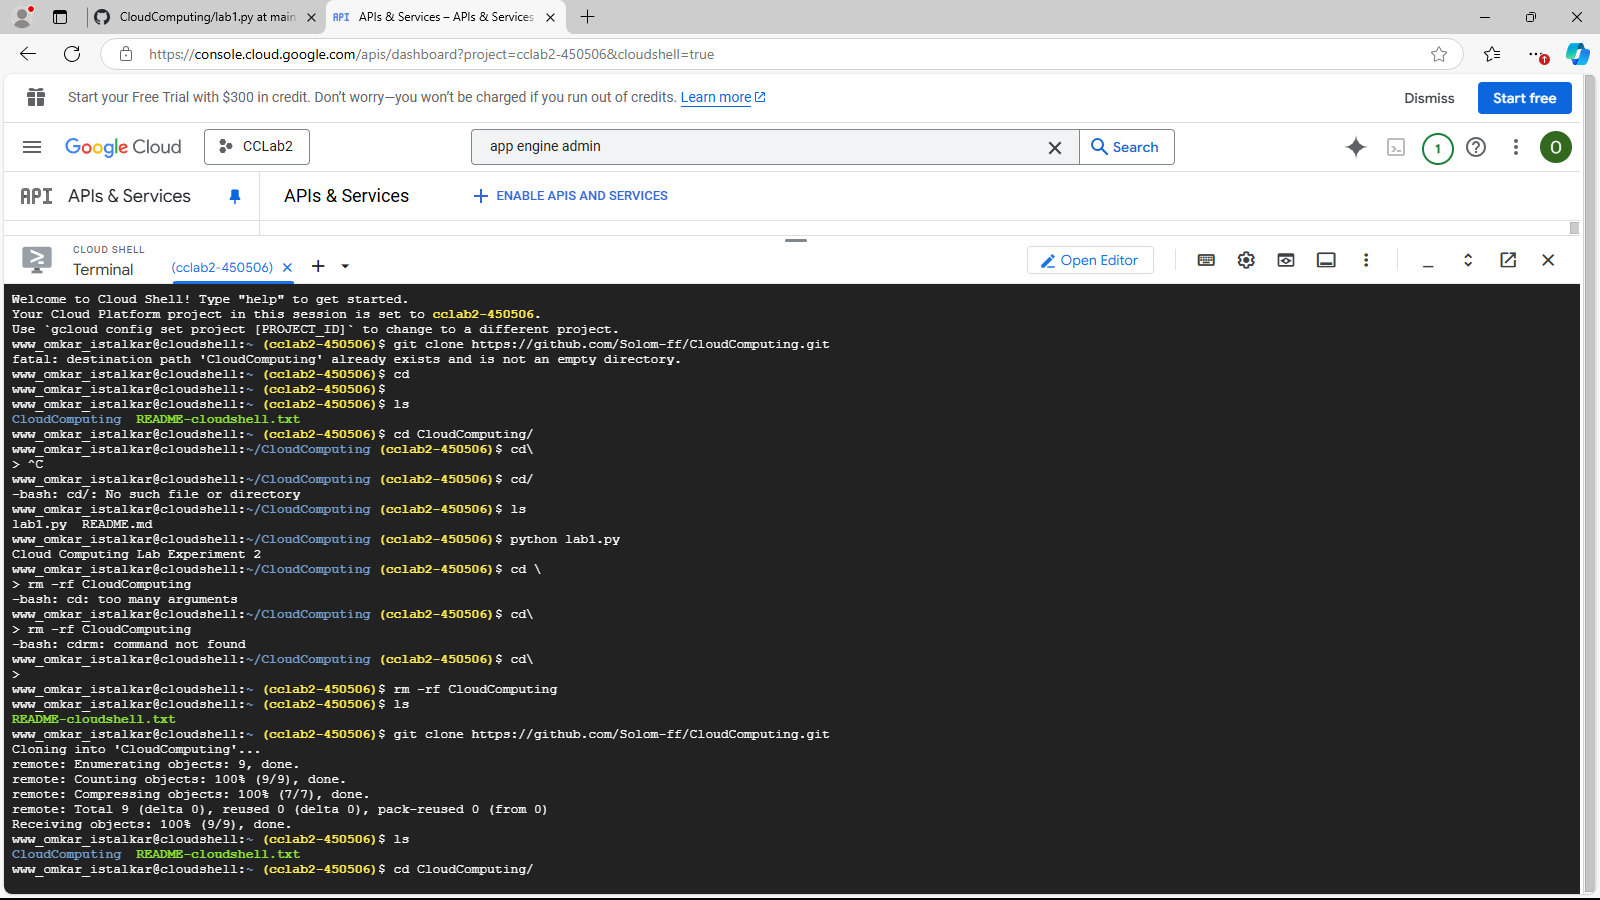 CloudComputing/lab1.py at main
API APIs & Services – APIs & Services
https://console.cloud.google.com/apis/dashboard?project=cclab2-450506&cloudshell=true
Start your Free Trial with $300 in credit. Don’t worry—you won’t be charged if you run out of credits. Learn more
Dismiss
Start free
Google Cloud
CCLab2
app engine admin
Search
1
O
API APIs & Services
APIs & Services
ENABLE APIS AND SERVICES
CLOUD SHELL
Terminal
(cclab2-450506)
Open Editor
Welcome to Cloud Shell! Type "help" to get started.
Your Cloud Platform project in this session is set to cclab2-450506.
Use `gcloud config set project [PROJECT_ID]` to change to a different project.
www_omkar_istalkar@cloudshell:~ (cclab2-450506)$ git clone https://github.com/Solom-ff/CloudComputing.git
fatal: destination path 'CloudComputing' already exists and is not an empty directory.
www_omkar_istalkar@cloudshell:~ (cclab2-450506)$ cd
www_omkar_istalkar@cloudshell:~ (cclab2-450506)$
www_omkar_istalkar@cloudshell:~ (cclab2-450506)$ ls
CloudComputing  README-cloudshell.txt
www_omkar_istalkar@cloudshell:~ (cclab2-450506)$ cd CloudComputing/
www_omkar_istalkar@cloudshell:~/CloudComputing (cclab2-450506)$ cd\
> ^C
www_omkar_istalkar@cloudshell:~/CloudComputing (cclab2-450506)$ cd/
-bash: cd/: No such file or directory
www_omkar_istalkar@cloudshell:~/CloudComputing (cclab2-450506)$ ls
lab1.py  README.md
www_omkar_istalkar@cloudshell:~/CloudComputing (cclab2-450506)$ python lab1.py
Cloud Computing Lab Experiment 2
www_omkar_istalkar@cloudshell:~/CloudComputing (cclab2-450506)$ cd \
> rm -rf CloudComputing
-bash: cd: too many arguments
www_omkar_istalkar@cloudshell:~/CloudComputing (cclab2-450506)$ cd\
> rm -rf CloudComputing
-bash: cdrm: command not found
www_omkar_istalkar@cloudshell:~/CloudComputing (cclab2-450506)$ cd\
>
www_omkar_istalkar@cloudshell:~ (cclab2-450506)$ rm -rf CloudComputing
www_omkar_istalkar@cloudshell:~ (cclab2-450506)$ ls
README-cloudshell.txt
www_omkar_istalkar@cloudshell:~ (cclab2-450506)$ git clone https://github.com/Solom-ff/CloudComputing.git
Cloning into 'CloudComputing'...
remote: Enumerating objects: 9, done.
remote: Counting objects: 100% (9/9), done.
remote: Compressing objects: 100% (7/7), done.
remote: Total 9 (delta 0), reused 0 (delta 0), pack-reused 0 (from 0)
Receiving objects: 100% (9/9), done.
www_omkar_istalkar@cloudshell:~ (cclab2-450506)$ ls
CloudComputing  README-cloudshell.txt
www_omkar_istalkar@cloudshell:~ (cclab2-450506)$ cd CloudComputing/